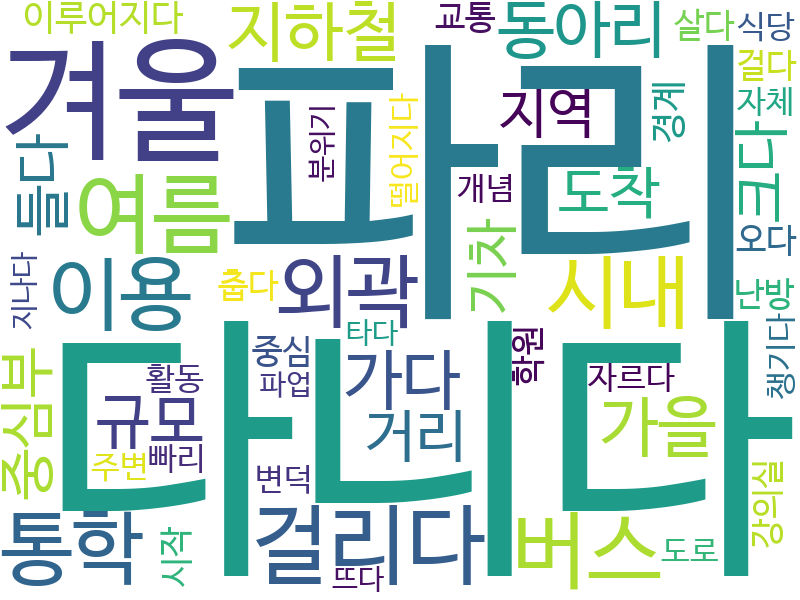 이루어지다
지하철
교통
동아리
살다
식당
겨울
파리
걸다
자체
지역
경계
분위기
떨어지다
들다
여름
개념
도착
크다
오다
기차
지나다
이용
춥다
외곽
시내
난방
다니다
타다
중심
학원
챙기다
중심부
활동
파업
가다
자르다
규모
거리
가을
주변
빠리
변덕
강의실
통학
시작
걸리다
버스
도로
뜨다